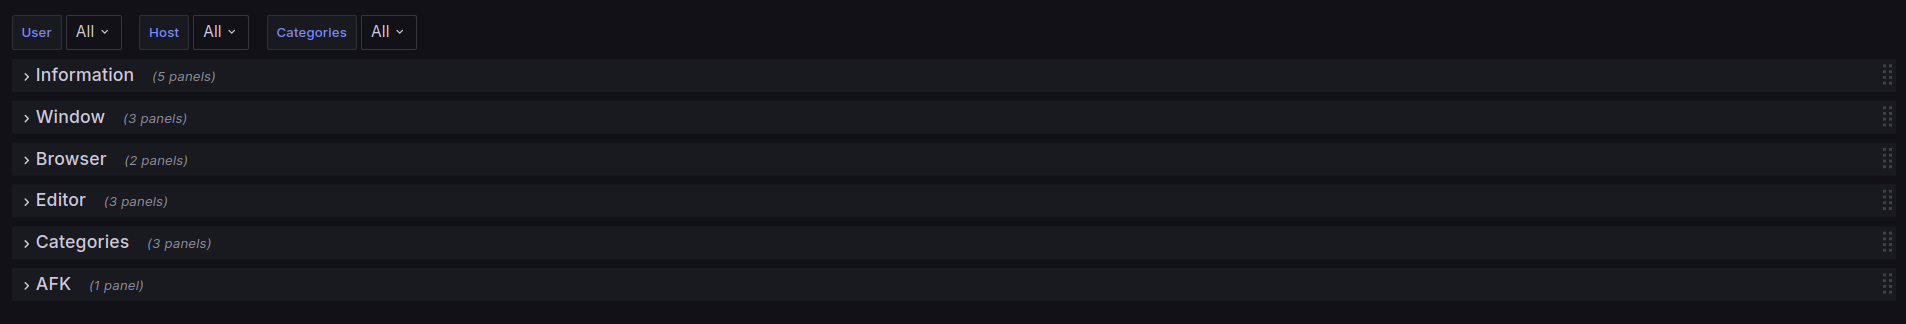 User All Host All Categories All
Information (5 panels)
Window (3 panels)
Browser (2 panels)
Editor (3 panels)
Categories (3 panels)
AFK (1 panel)